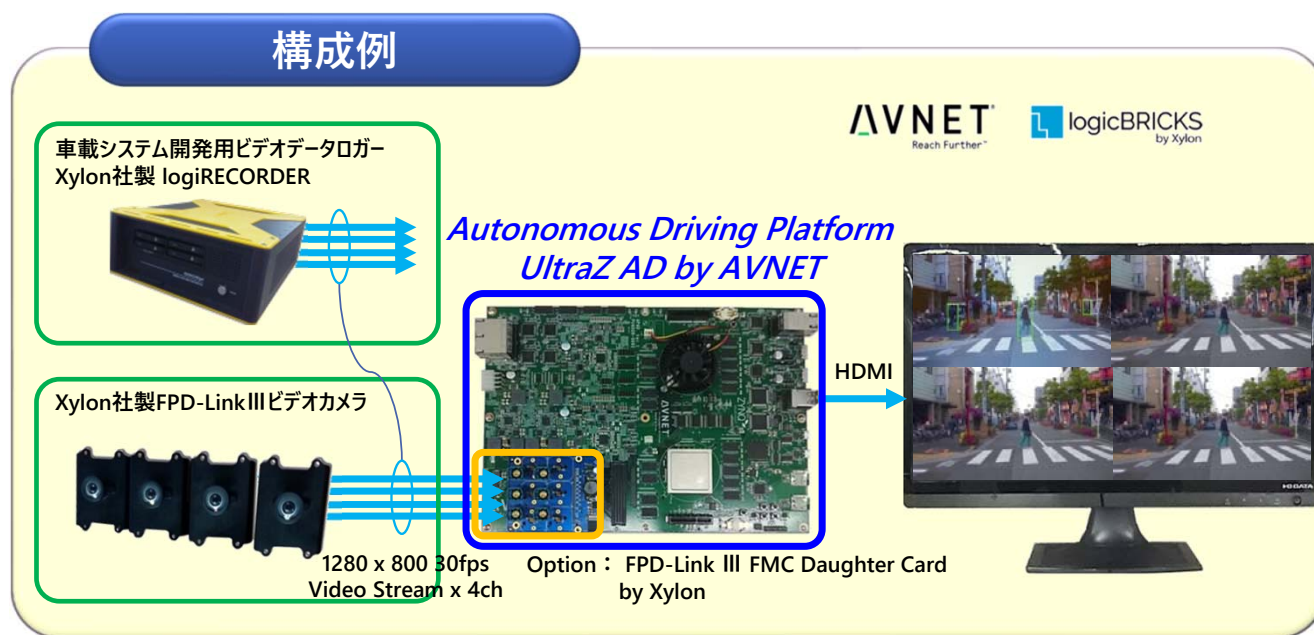 構成例
AVNET
Reach Further™
logicBRICKS
by Xylon
車載システム開発用ビデオデータロガー
Xylon社製 logiRECORDER
Autonomous Driving Platform
UltraZ AD by AVNET
HDMI
Xylon社製FPD-LinkⅢビデオカメラ
AVNET
I-O DATA
1280 x 800 30fps
Video Stream x 4ch
Option： FPD-Link Ⅲ FMC Daughter Card
by Xylon